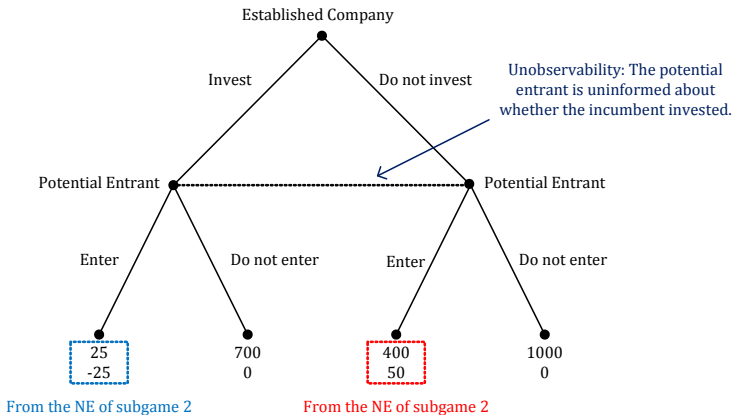 Established Company
Invest
Do not invest
Unobservability: The potential
entrant is uninformed about
whether the incumbent invested.
Potential Entrant
Potential Entrant
Enter
Do not enter
Enter
Do not enter
25
-25
700
0
400
50
1000
0
From the NE of subgame 2
From the NE of subgame 2